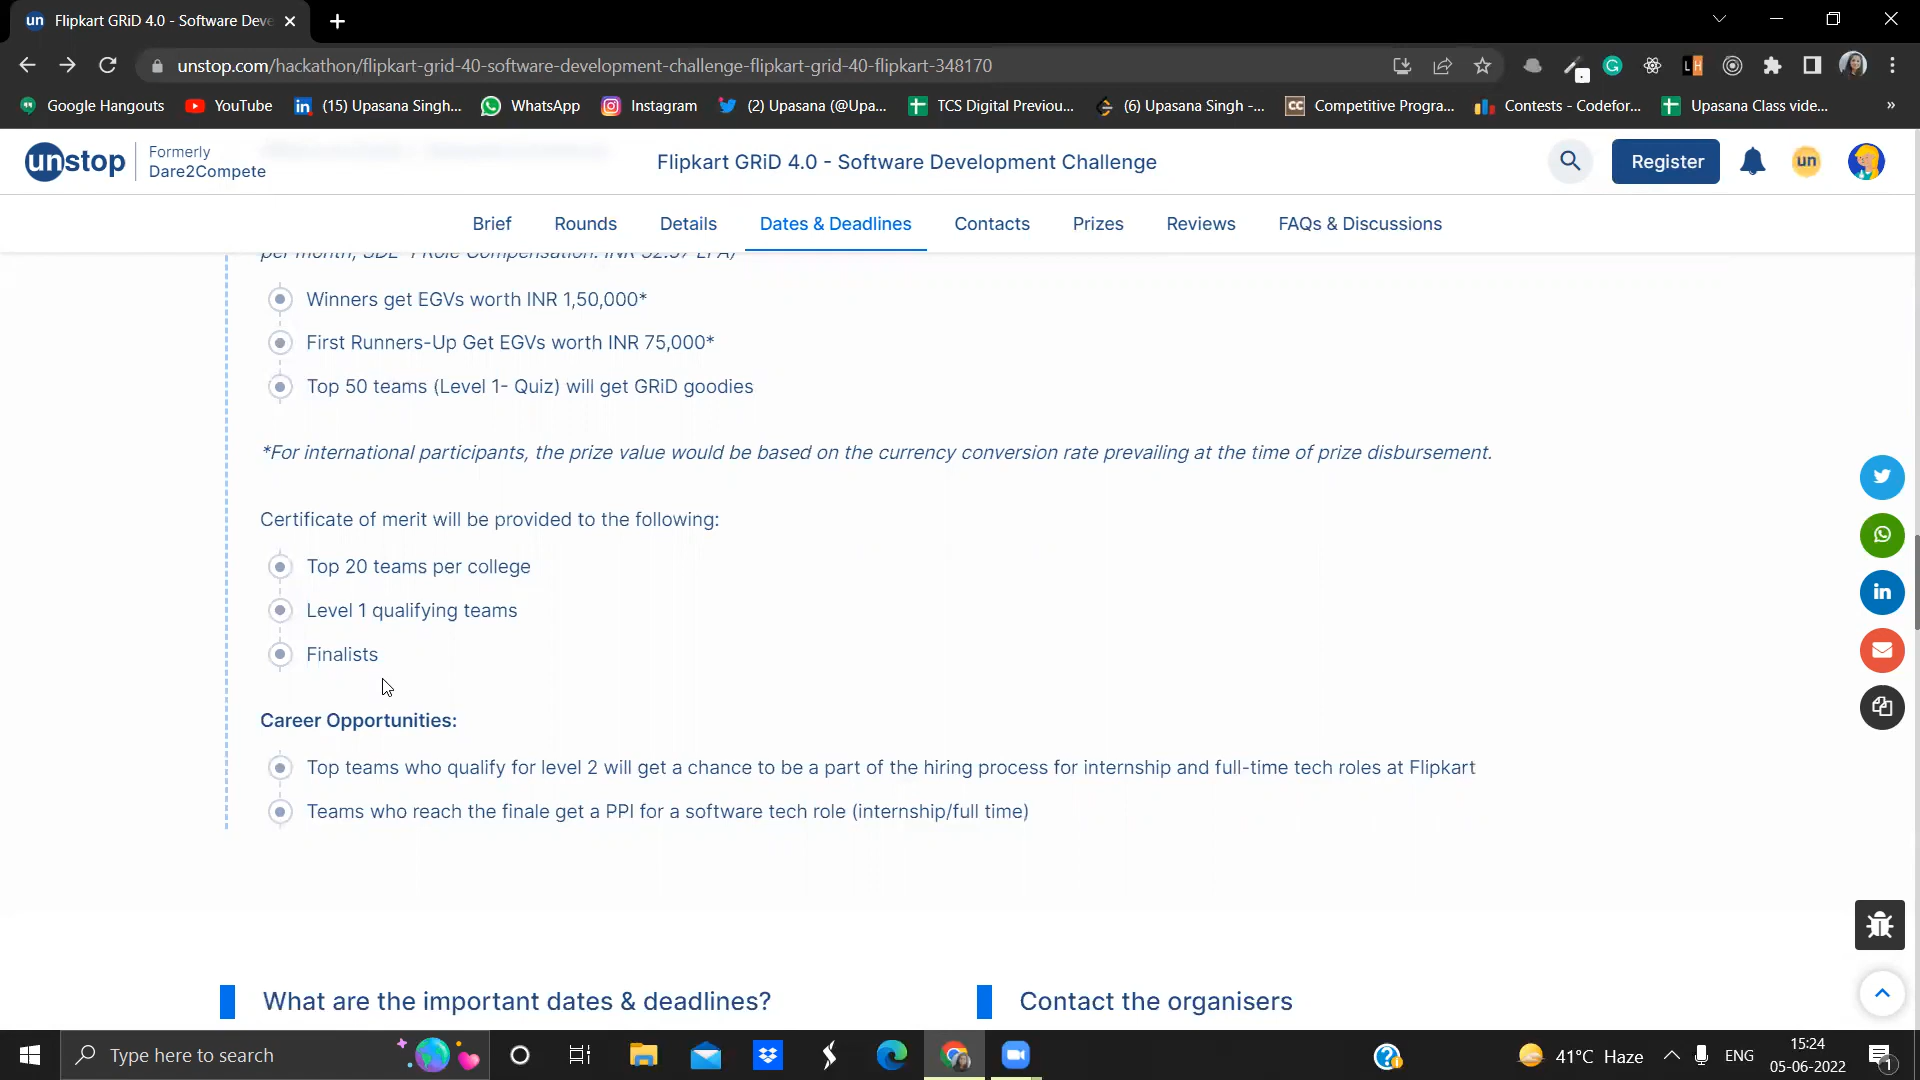 un Flipkart GRiD 4.0 - Software Deve
unstop.com/hackathon/flipkart-grid-40-software-development-challenge-flipkart-grid-40-flipkart-348170
Google Hangouts YouTube (15) Upasana Singh... WhatsApp Instagram (2) Upasana (@Upa... TCS Digital Previou... (6) Upasana Singh -... CC Competitive Progra... Contests - Codefor... Upasana Class vide... »
unstop Formerly Dare2Compete Flipkart GRiD 4.0 - Software Development Challenge Register un
Brief Rounds Details Dates & Deadlines Contacts Prizes Reviews FAQs & Discussions
Winners get EGVs worth INR 1,50,000*
First Runners-Up Get EGVs worth INR 75,000*
Top 50 teams (Level 1- Quiz) will get GRiD goodies
*For international participants, the prize value would be based on the currency conversion rate prevailing at the time of prize disbursement.
Certificate of merit will be provided to the following:
Top 20 teams per college
Level 1 qualifying teams
Finalists
Career Opportunities:
Top teams who qualify for level 2 will get a chance to be a part of the hiring process for internship and full-time tech roles at Flipkart
Teams who reach the finale get a PPI for a software tech role (internship/full time)
What are the important dates & deadlines? Contact the organisers
Type here to search 41°C Haze ENG 15:24
05-06-2022 1